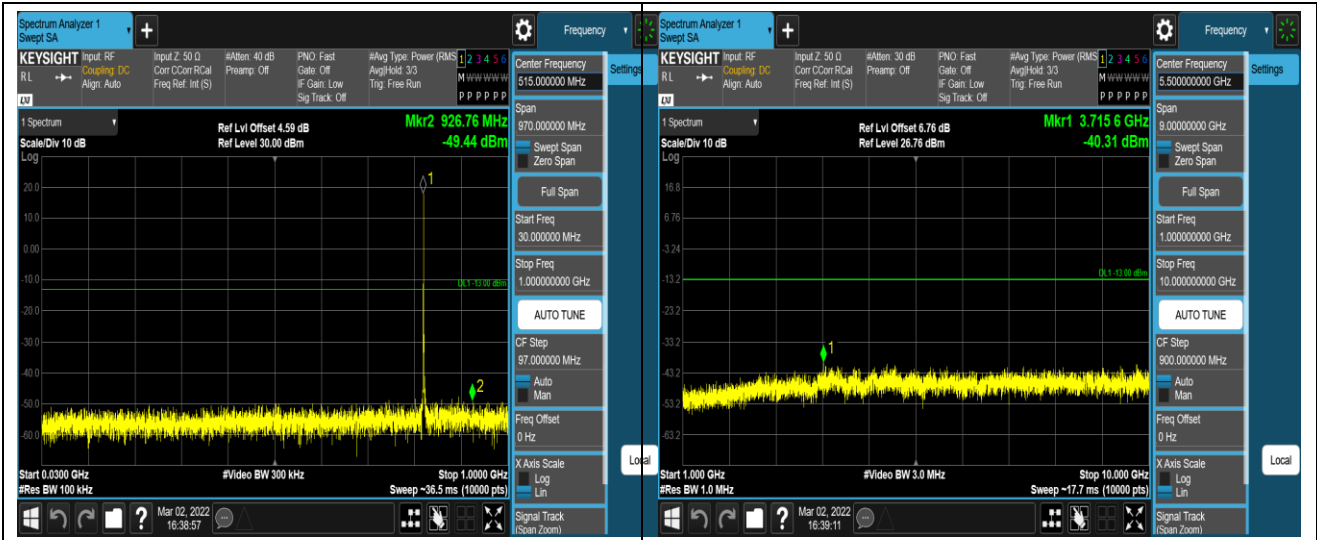 Spectrum Analyzer 1
Swept SA
+
Frequency
KEYSIGHT
RL
LXI
Input: RF
Coupling: DC
Align: Auto
Input Z: 50 Ω
Corr CCorr RCal
Freq Ref: Int (S)
#Atten: 40 dB
Preamp: Off
PNO: Fast
Gate: Off
IF Gain: Low
Sig Track: Off
#Avg Type: Power (RMS
Avg|Hold: 3/3
Trig: Free Run
1 2 3 4 5 6
M W W W W W
P P P P P P
Center Frequency
515.000000 MHz
Settings
1 Spectrum
Scale/Div 10 dB
Log
Ref Lvl Offset 4.59 dB
Ref Level 30.00 dBm
Mkr2 926.76 MHz
-49.44 dBm
Span
970.000000 MHz
Swept Span
Zero Span
Full Span
Start Freq
30.000000 MHz
Stop Freq
1.000000000 GHz
AUTO TUNE
CF Step
97.000000 MHz
Auto
Man
Freq Offset
0 Hz
X Axis Scale
Log
Lin
Signal Track
(Span Zoom)
20.0
10.0
0.00
-10.0
-20.0
-30.0
-40.0
-50.0
-60.0
1
DL1 -13.00 dBm
2
Start 0.0300 GHz
#Res BW 100 kHz
#Video BW 300 kHz
Stop 1.0000 GHz
Sweep ~36.5 ms (10000 pts)
Local
?
Mar 02, 2022
16:38:57
Spectrum Analyzer 1
Swept SA
+
Frequency
KEYSIGHT
RL
LXI
Input: RF
Coupling: DC
Align: Auto
Input Z: 50 Ω
Corr CCorr RCal
Freq Ref: Int (S)
#Atten: 30 dB
Preamp: Off
PNO: Fast
Gate: Off
IF Gain: Low
Sig Track: Off
#Avg Type: Power (RMS
Avg|Hold: 3/3
Trig: Free Run
1 2 3 4 5 6
M W W W W W
P P P P P P
Center Frequency
5.500000000 GHz
Settings
1 Spectrum
Scale/Div 10 dB
Log
Ref Lvl Offset 6.76 dB
Ref Level 26.76 dBm
Mkr1 3.715 6 GHz
-40.31 dBm
Span
9.00000000 GHz
Swept Span
Zero Span
Full Span
Start Freq
1.000000000 GHz
Stop Freq
10.000000000 GHz
AUTO TUNE
CF Step
900.000000 MHz
Auto
Man
Freq Offset
0 Hz
X Axis Scale
Log
Lin
Signal Track
(Span Zoom)
16.8
6.76
-3.24
-13.2
-23.2
-33.2
-43.2
-53.2
-63.2
DL1 -13.00 dBm
1
Start 1.000 GHz
#Res BW 1.0 MHz
#Video BW 3.0 MHz
Stop 10.000 GHz
Sweep ~17.7 ms (10000 pts)
Local
?
Mar 02, 2022
16:39:11